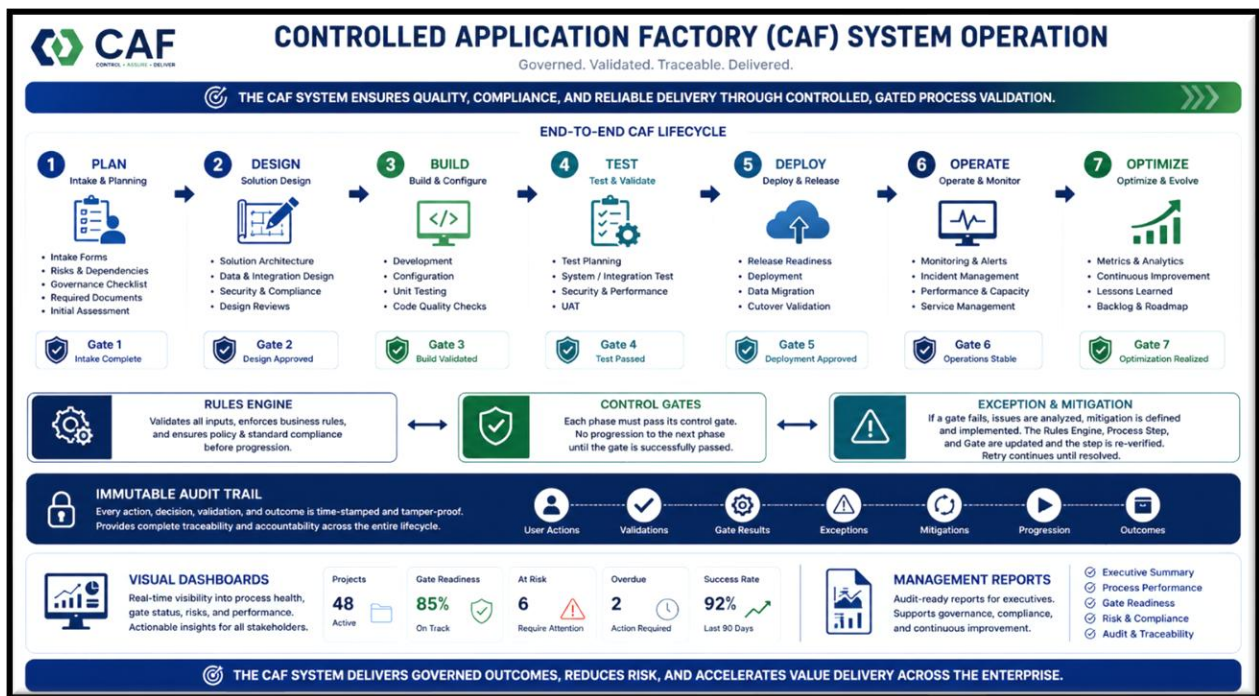 CAF
CONTROL • ASSURE • DELIVER
CONTROLLED APPLICATION FACTORY (CAF) SYSTEM OPERATION
Governed. Validated. Traceable. Delivered.
THE CAF SYSTEM ENSURES QUALITY, COMPLIANCE, AND RELIABLE DELIVERY THROUGH CONTROLLED, GATED PROCESS VALIDATION.
END-TO-END CAF LIFECYCLE
1 PLAN
Intake & Planning
• Intake Forms
• Risks & Dependencies
• Governance Checklist
• Required Documents
• Initial Assessment
Gate 1
Intake Complete
2 DESIGN
Solution Design
• Solution Architecture
• Data & Integration Design
• Security & Compliance
• Design Reviews
Gate 2
Design Approved
3 BUILD
Build & Configure
</>
• Development
• Configuration
• Unit Testing
• Code Quality Checks
Gate 3
Build Validated
4 TEST
Test & Validate
• Test Planning
• System / Integration Test
• Security & Performance
• UAT
Gate 4
Test Passed
5 DEPLOY
Deploy & Release
• Release Readiness
• Deployment
• Data Migration
• Cutover Validation
Gate 5
Deployment Approved
6 OPERATE
Operate & Monitor
• Monitoring & Alerts
• Incident Management
• Performance & Capacity
• Service Management
Gate 6
Operations Stable
7 OPTIMIZE
Optimize & Evolve
• Metrics & Analytics
• Continuous Improvement
• Lessons Learned
• Backlog & Roadmap
Gate 7
Optimization Realized
RULES ENGINE
Validates all inputs, enforces business rules,
and ensures policy & standard compliance
before progression.
CONTROL GATES
Each phase must pass its control gate.
No progression to the next phase
until the gate is successfully passed.
EXCEPTION & MITIGATION
If a gate fails, issues are analyzed, mitigation is defined
and implemented. The Rules Engine, Process Step,
and Gate are updated and the step is re-verified.
Retry continues until resolved.
IMMUTABLE AUDIT TRAIL
Every action, decision, validation, and outcome is time-stamped and tamper-proof.
Provides complete traceability and accountability across the entire lifecycle.
User Actions
Validations
Gate Results
Exceptions
Mitigations
Progression
Outcomes
VISUAL DASHBOARDS
Real-time visibility into process health,
gate status, risks, and performance.
Actionable insights for all stakeholders.
Projects
48
Active
Gate Readiness
85%
On Track
At Risk
6
Require Attention
Overdue
2
Action Required
Success Rate
92%
Last 90 Days
MANAGEMENT REPORTS
Audit-ready reports for executives.
Supports governance, compliance,
and continuous improvement.
Executive Summary
Process Performance
Gate Readiness
Risk & Compliance
Audit & Traceability
THE CAF SYSTEM DELIVERS GOVERNED OUTCOMES, REDUCES RISK, AND ACCELERATES VALUE DELIVERY ACROSS THE ENTERPRISE.